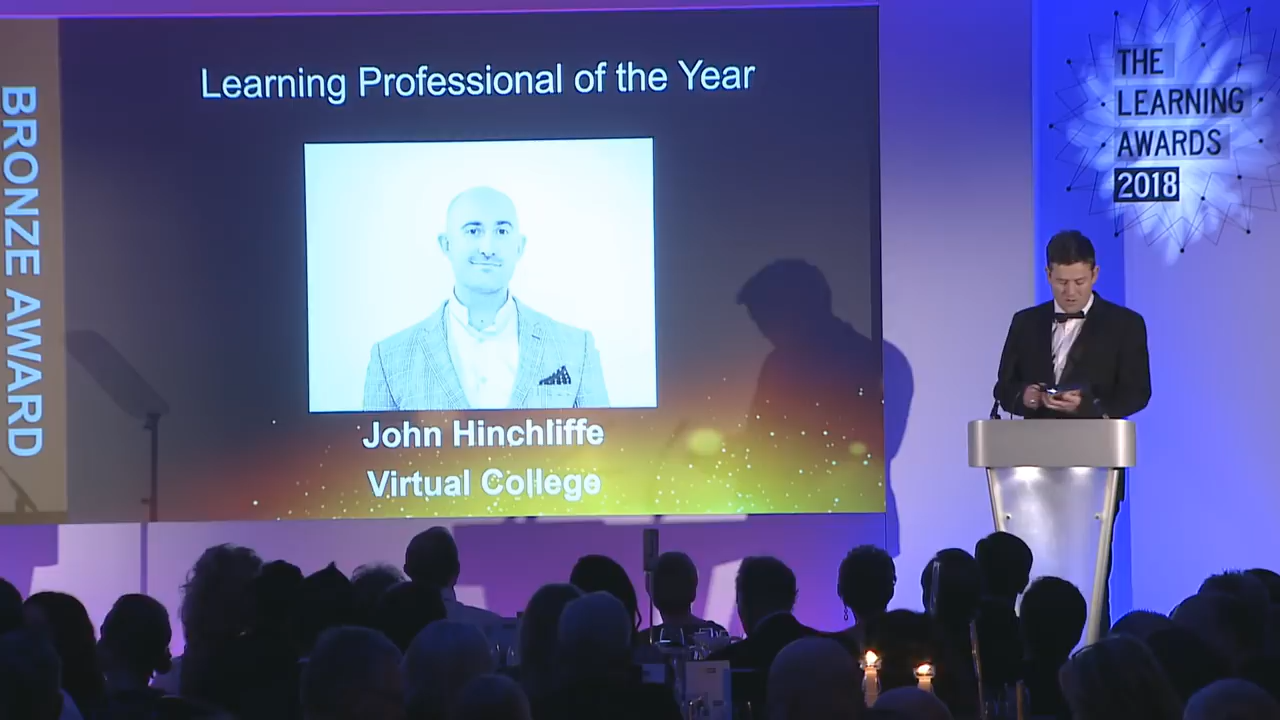 BRONZE AWARD
Learning Professional of the Year
John Hinchliffe
Virtual College
THE
LEARNING
AWARDS
2018